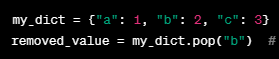 my_dict = {"a": 1, "b": 2, "c": 3}
removed_value = my_dict.pop("b")  #